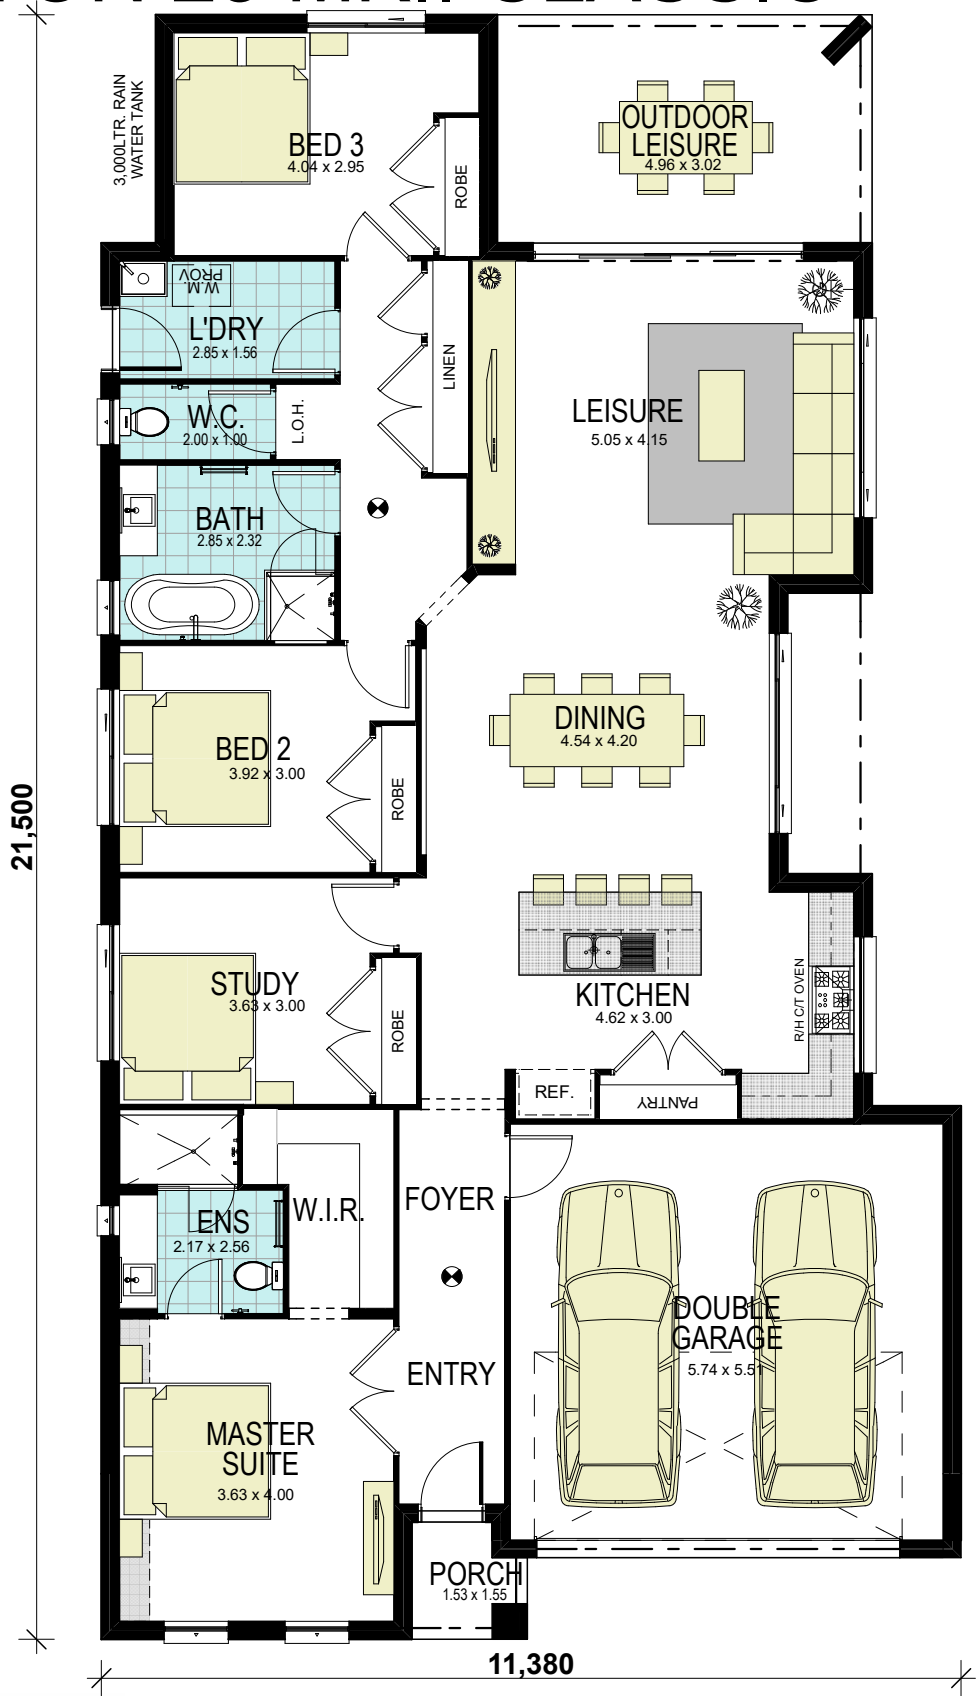 3,000LTR. RAIN
WATER TANK
BED 3
4.04 x 2.95
ROBE
OUTDOOR
LEISURE
4.96 x 3.02
W.M.
PROV
L'DRY
2.85 x 1.56
LINEN
W.C.
2.00 x 1.00
L.O.H.
LEISURE
5.05 x 4.15
BATH
2.85 x 2.32
BED 2
3.92 x 3.00
ROBE
DINING
4.54 x 4.20
21,500
STUDY
3.63 x 3.00
ROBE
KITCHEN
4.62 x 3.00
R/H C/T OVEN
REF.
PANTRY
FOYER
W.I.R.
ENS
2.17 x 2.56
DOUBLE
GARAGE
5.74 x 5.51
ENTRY
MASTER
SUITE
3.63 x 4.00
PORCH
1.53 x 1.55
11,380